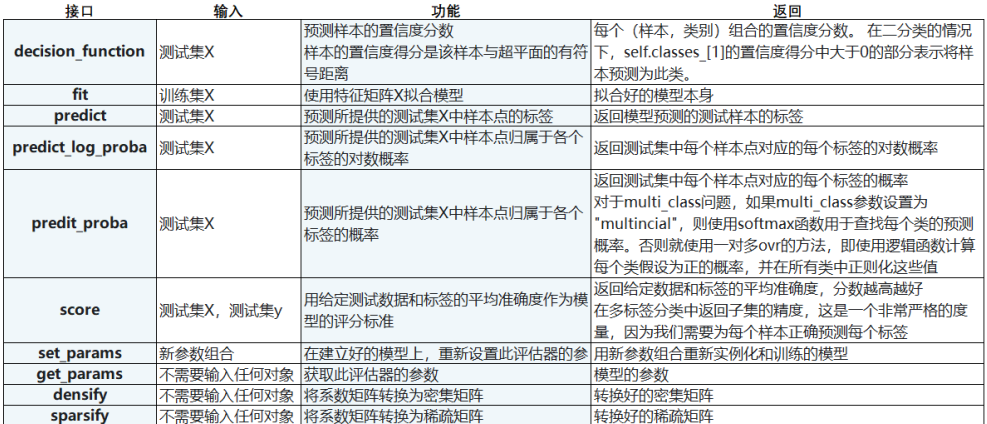 接口 输入 功能 返回
decision_function 测试集X 预测样本的置信度分数
样本的置信度得分是该样本与超平面的有符
号距离 每个（样本，类别）组合的置信度分数。 在二分类的情况
下，self.classes_[1]的置信度得分中大于0的部分表示将样
本预测为此类。
fit 训练集X 使用特征矩阵X拟合模型 拟合好的模型本身
predict 测试集X 预测所提供的测试集X中样本点的标签 返回模型预测的测试样本的标签
predict_log_proba 测试集X 预测所提供的测试集X中样本点归属于各个
标签的对数概率 返回测试集中每个样本点对应的每个标签的对数概率
predit_proba 测试集X 预测所提供的测试集X中样本点归属于各个
标签的概率 返回测试集中每个样本点对应的每个标签的概率
对于multi_class问题，如果multi_class参数设置为
"multincial"，则使用softmax函数用于查找每个类的预测
概率。否则就使用一对多ovr的方法，即使用逻辑函数计算
每个类假设为正的概率，并在所有类中正则化这些值
score 测试集X，测试集y 用给定测试数据和标签的平均准确度作为模
型的评分标准 返回给定数据和标签的平均准确度，分数越高越好
在多标签分类中返回子集的精度，这是一个非常严格的度
量，因为我们需要为每个样本正确预测每个标签
set_params 新参数组合 在建立好的模型上，重新设置此评估器的参 用新参数组合重新实例化和训练的模型
get_params 不需要输入任何对象 获取此评估器的参数 模型的参数
densify 不需要输入任何对象 将系数矩阵转换为密集矩阵 转换好的密集矩阵
sparsify 不需要输入任何对象 将系数矩阵转换为稀疏矩阵 转换好的稀疏矩阵